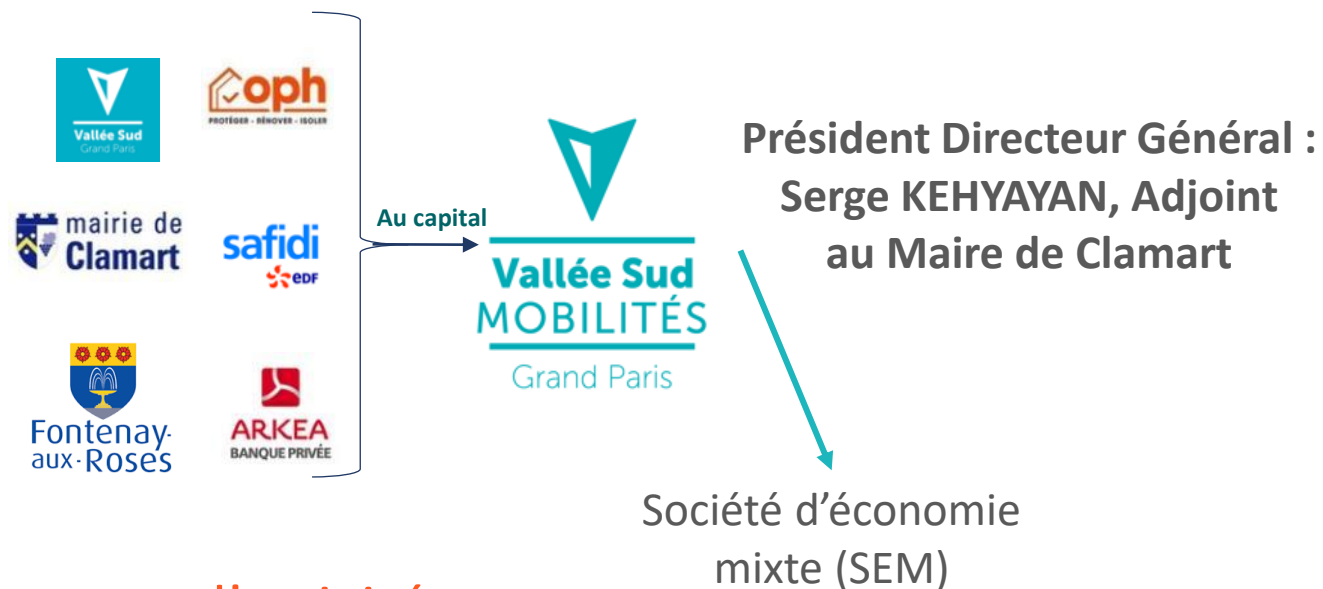 Vallée Sud
Grand Paris
oph
PROTÉGER - RÉNOVER - ISOLER
mairie de
Clamart
safidi
eDF
Fontenay-
aux-Roses
ARKEA
BANQUE PRIVÉE
Au capital
Vallée Sud
MOBILITÉS
Grand Paris
Président Directeur Général :
Serge KEHYAYAN, Adjoint
au Maire de Clamart
Société d’économie
mixte (SEM)